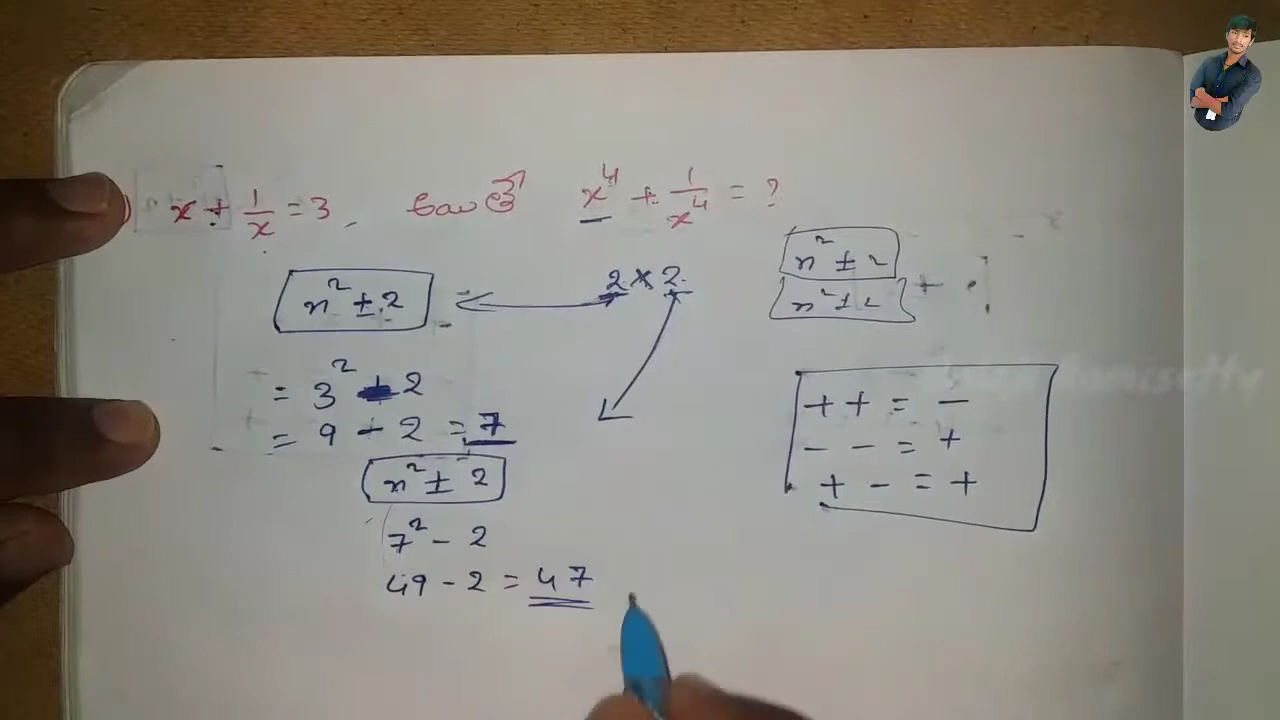 x + 1/x = 3, అయితే x⁴ + 1/x⁴ = ?
2 × 2
n² ± 2
n² ± 2
n² ± 2
= 3² - 2
= 9 - 2 = 7
n² ± 2
7² - 2
49 - 2 = 47
+ + = -
- - = +
+ - = +